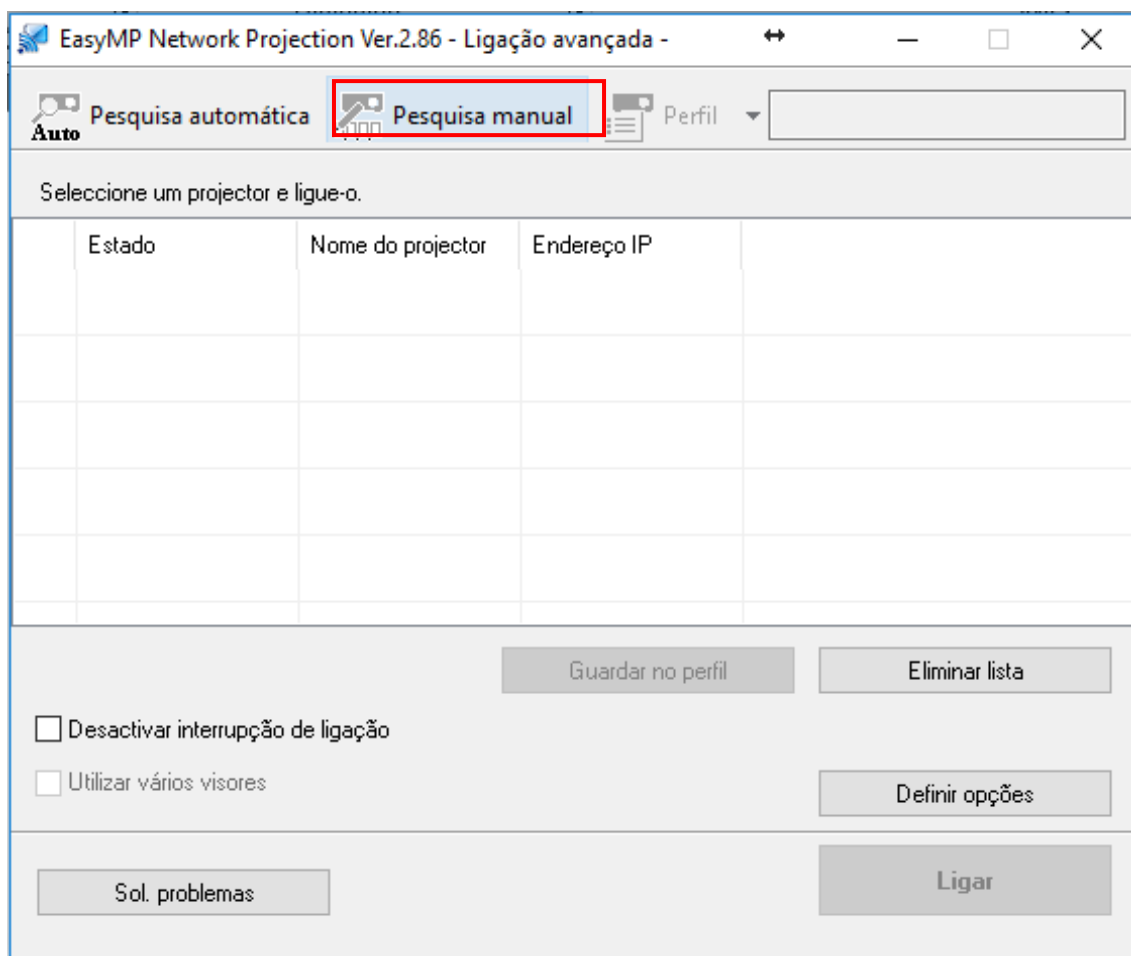 EasyMP Network Projection Ver.2.86 - Ligação avançada -
Auto Pesquisa automática Pesquisa manual Perfil
Seleccione um projector e ligue-o.
Estado Nome do projector Endereço IP
Guardar no perfil Eliminar lista
Desactivar interrupção de ligação
Utilizar vários visores
Definir opções
Sol. problemas Ligar